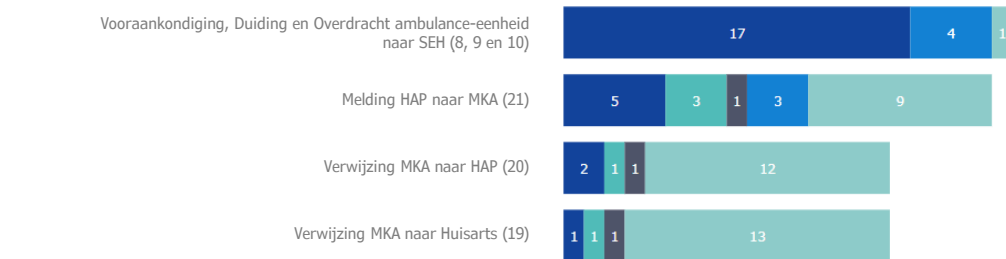 Vooraankondiging, Duiding en Overdracht ambulance-eenheid
naar SEH (8, 9 en 10)
17 4 1
Melding HAP naar MKA (21)
5 3 1 3 9
Verwijzing MKA naar HAP (20)
2 1 1 12
Verwijzing MKA naar Huisarts (19)
1 1 1 13